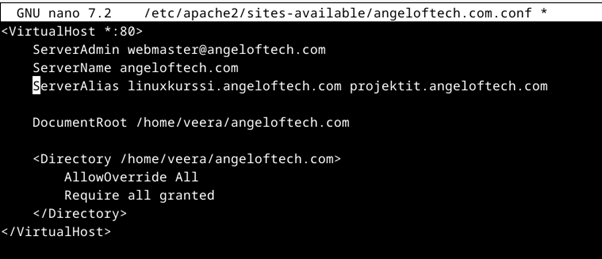 GNU nano 7.2    /etc/apache2/sites-available/angeloftech.com.conf *
<VirtualHost *:80>
    ServerAdmin webmaster@angeloftech.com
    ServerName angeloftech.com
    ServerAlias linuxkurssi.angeloftech.com projektit.angeloftech.com

    DocumentRoot /home/veera/angeloftech.com

    <Directory /home/veera/angeloftech.com>
        AllowOverride All
        Require all granted
    </Directory>
</VirtualHost>